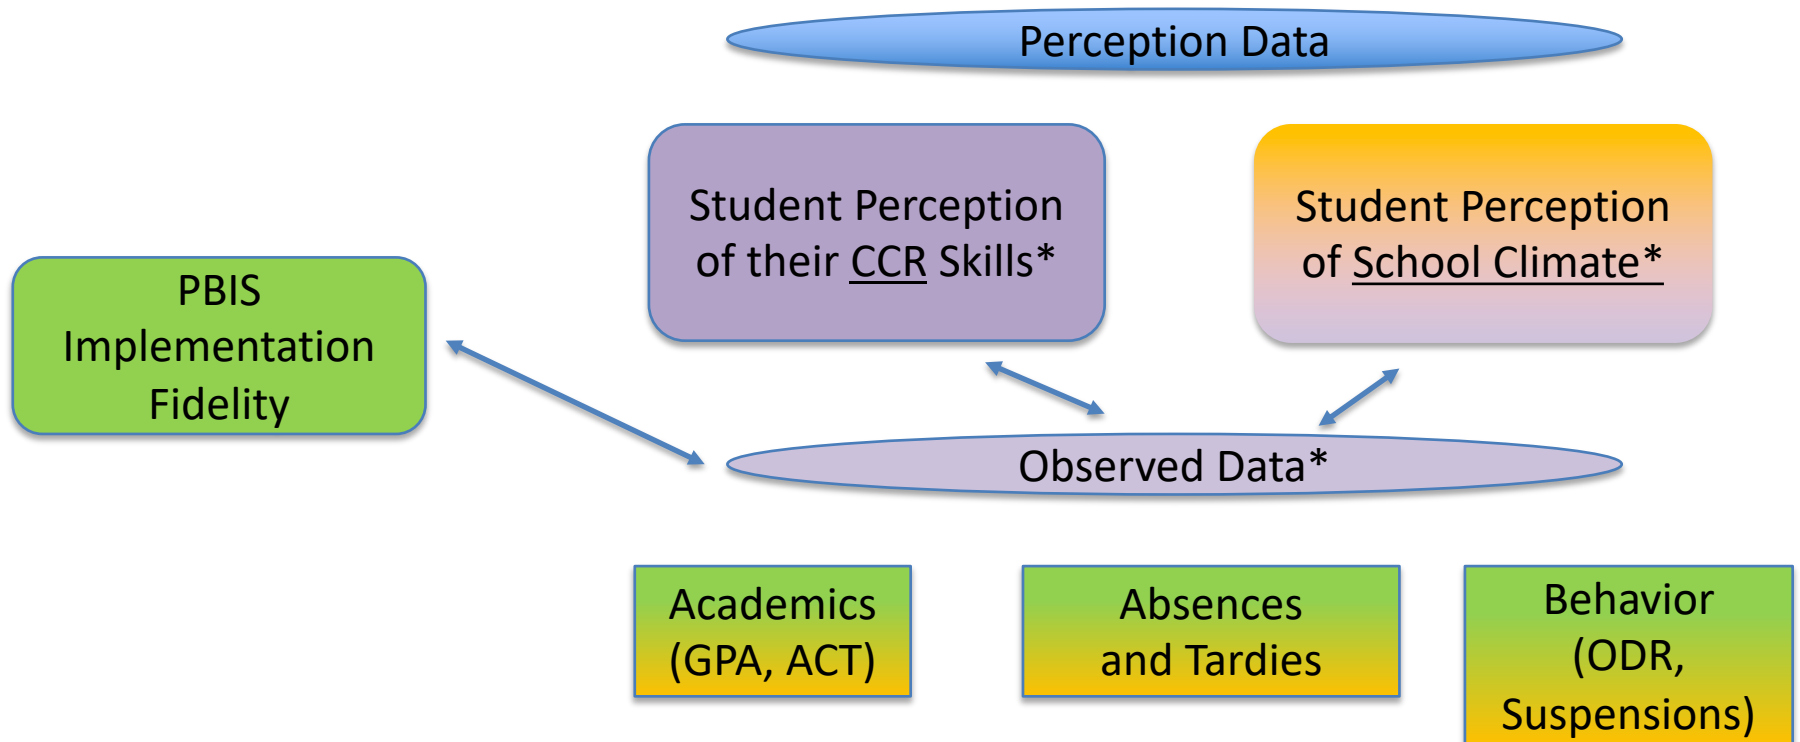 Perception Data
Student Perception
of their CCR Skills*
Student Perception
of School Climate*
PBIS
Implementation
Fidelity
Observed Data*
Academics
(GPA, ACT)
Absences
and Tardies
Behavior
(ODR,
Suspensions)